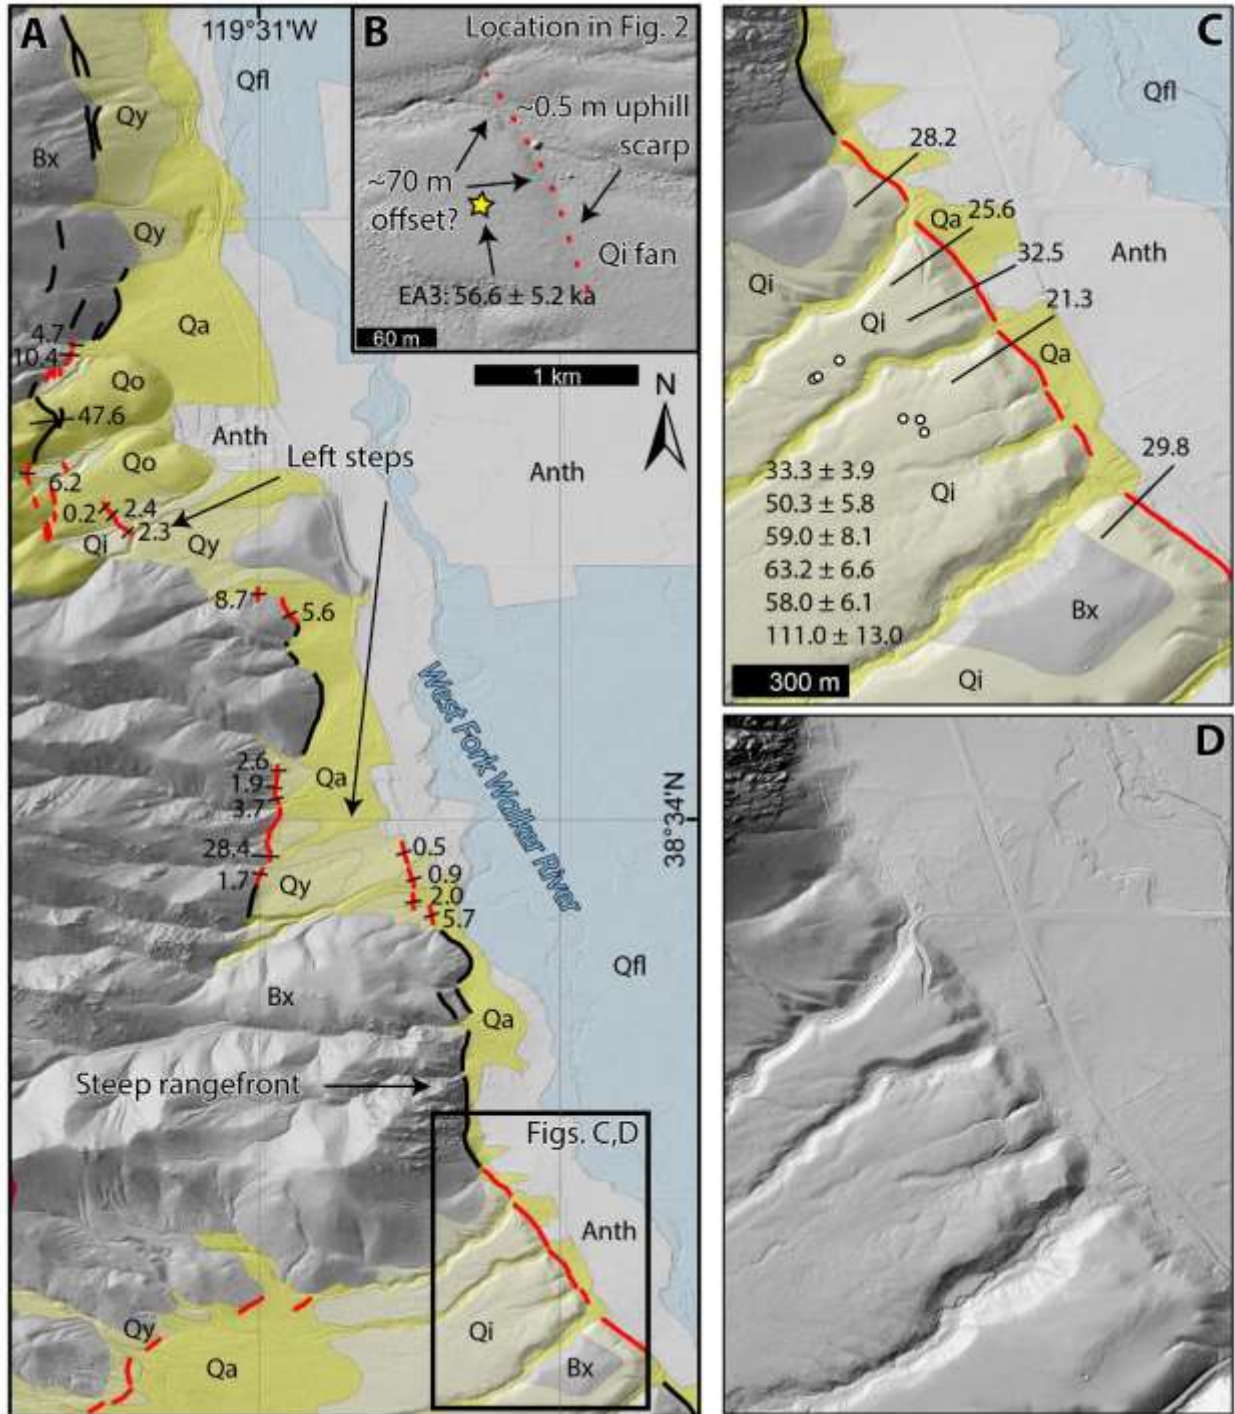 A
119°31'W
Qfl
Qy
Bx
Qy
Qa
4.7
10.4
Qo
47.6
Anth
Qo
Left steps
6.2
0.2
2.4
2.3
Qi
Qy
8.7
5.6
1 km
N
Anth
West Fork Walker River
2.6
1.9
3.7
Qa
28.4
1.7
Qy
0.5
0.9
2.0
5.7
38°34'N
Qfl
Bx
Qa
Steep rangefront
Figs. C,D
Anth
Qi
Bx
Qy
Qa
B
Location in Fig. 2
~0.5 m uphill
scarp
~70 m
offset?
Qi fan
EA3: 56.6 ± 5.2 ka
60 m
C
Qfl
28.2
Qa
25.6
32.5
Anth
21.3
Qi
Qi
Qa
29.8
33.3 ± 3.9
50.3 ± 5.8
59.0 ± 8.1
63.2 ± 6.6
58.0 ± 6.1
111.0 ± 13.0
Qi
Bx
Qi
300 m
D